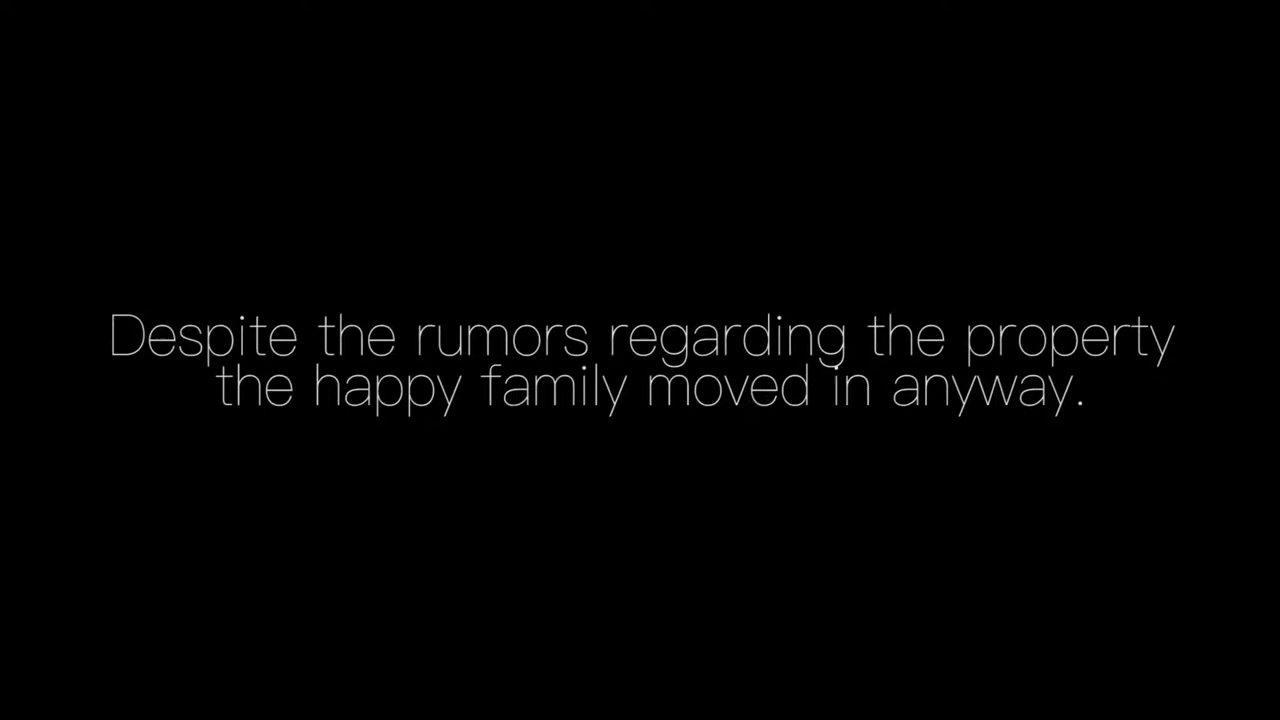 Despite the rumors regarding the property
the happy family moved in anyway.